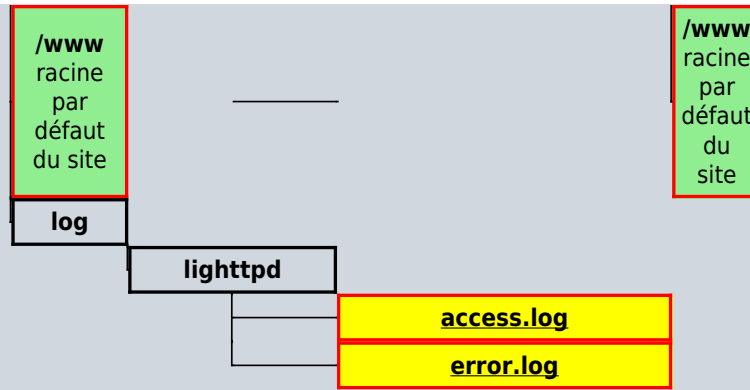 /www
racine
par
défaut
du site
/www
racine
par
défaut
du
site
log
lighttpd
access.log
error.log